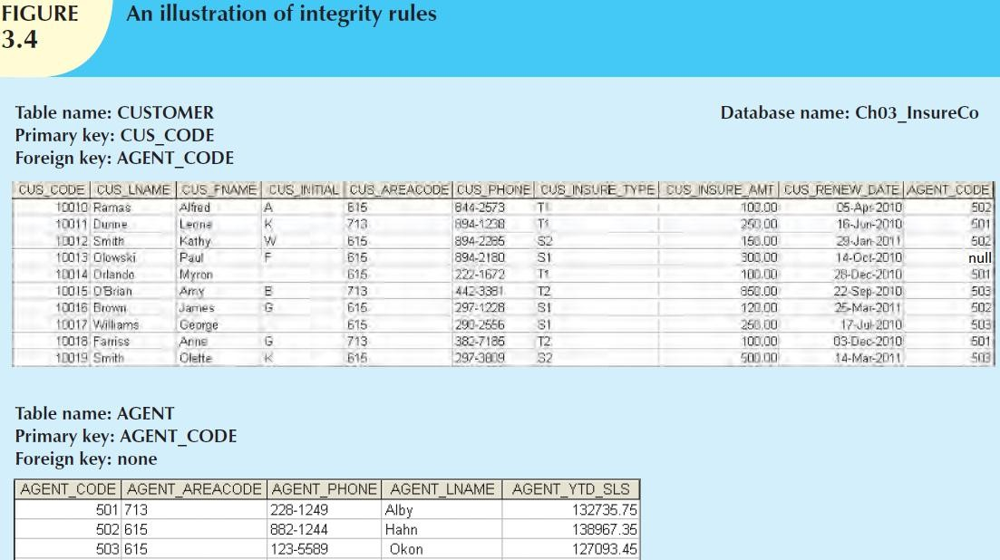 FIGURE An illustration of integrity rules
3.4
Table name: CUSTOMER Database name: Ch03_InsureCo
Primary key: CUS_CODE
Foreign key: AGENT_CODE
CUS_CODE CUS_LNAME CUS_FNAME CUS_INITIAL CUS_AREACODE CUS_PHONE CUS_INSURE_TYPE CUS_INSURE_AMT CUS_RENEW_DATE AGENT_CODE
10010 Ramas Alfred A 615 844-2573 T1 100.00 05-Apr-2010 502
10011 Dunne Leona K 713 894-1238 T1 250.00 16-Jun-2010 501
10012 Smith Kathy W 615 894-2285 S2 150.00 29-Jan-2011 502
10013 Olowski Paul F 615 894-2180 S1 300.00 14-Oct-2010 null
10014 Orlando Myron 615 222-1672 T1 100.00 28-Dec-2010 501
10015 O'Brian Amy B 713 442-3381 T2 850.00 22-Sep-2010 503
10016 Brown James G 615 297-1228 S1 120.00 25-Mar-2011 502
10017 Williams George 615 290-2556 S1 250.00 17-Jul-2010 503
10018 Farriss Anne G 713 382-7185 T2 100.00 03-Dec-2010 501
10019 Smith Olette K 615 297-3809 S2 500.00 14-Mar-2011 503
Table name: AGENT
Primary key: AGENT_CODE
Foreign key: none
AGENT_CODE AGENT_AREACODE AGENT_PHONE AGENT_LNAME AGENT_YTD_SLS
501 713 228-1249 Alby 132735.75
502 615 882-1244 Hahn 138967.35
503 615 123-5589 Okon 127093.45